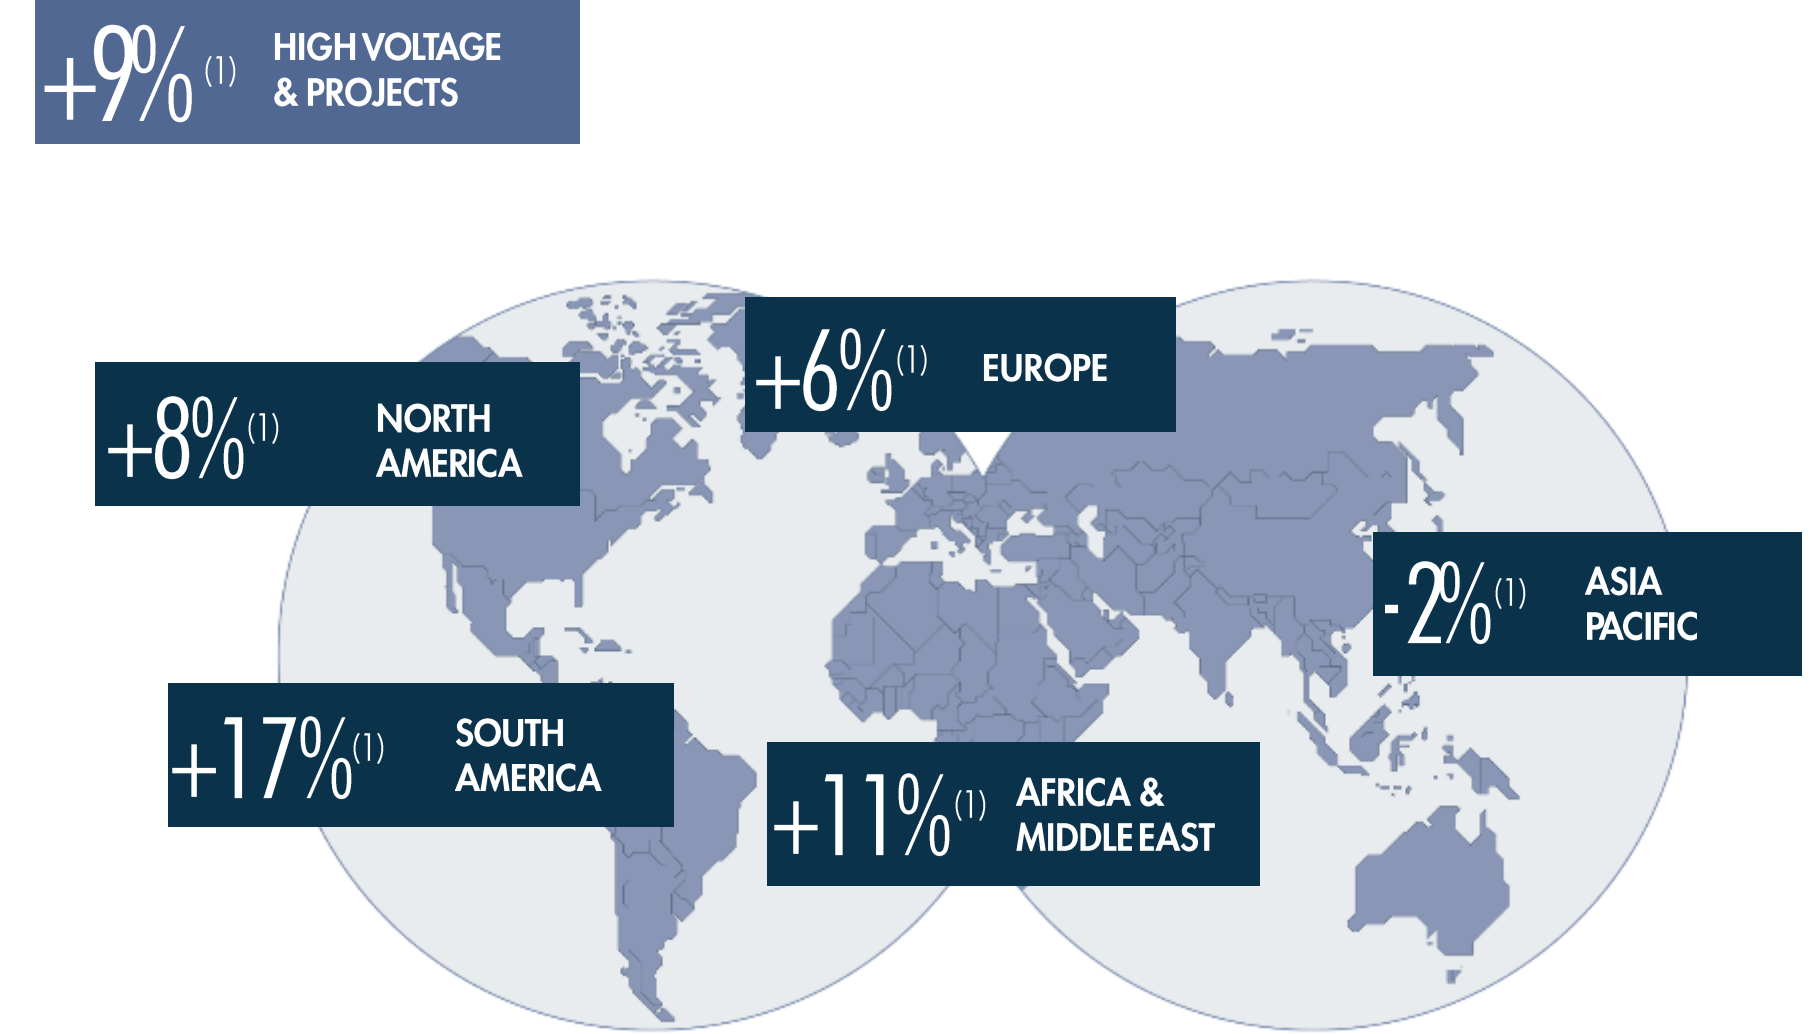 +9% (1)
HIGH VOLTAGE
& PROJECTS
+6%(1)
EUROPE
+8%(1)
NORTH
AMERICA
-2%(1)
ASIA
PACIFIC
+17%(1)
SOUTH
AMERICA
+11%(1)
AFRICA &
MIDDLE EAST